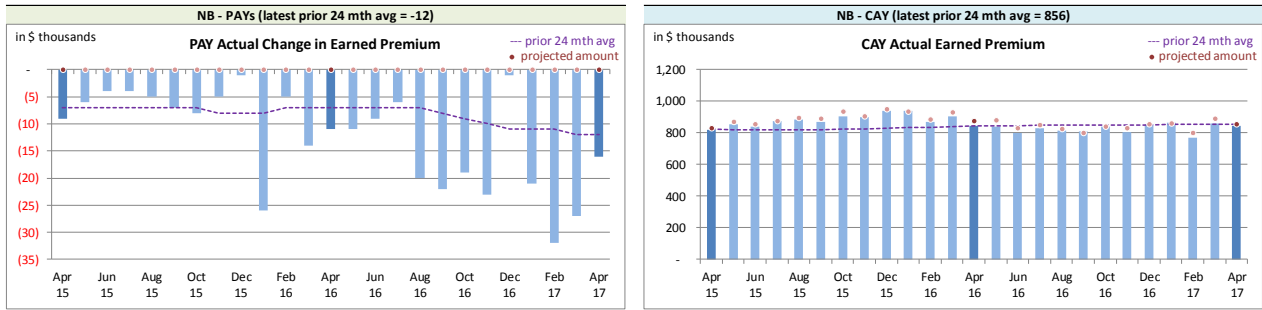 NB - PAYs (latest prior 24 mth avg = -12)
in $ thousands
PAY Actual Change in Earned Premium
--- prior 24 mth avg
● projected amount
-
(5)
(10)
(15)
(20)
(25)
(30)
(35)
Apr Jun Aug Oct Dec Feb Apr Jun Aug Oct Dec Feb Apr
15 15 15 15 15 16 16 16 16 16 16 17 17
NB - CAY (latest prior 24 mth avg = 856)
in $ thousands
CAY Actual Earned Premium
--- prior 24 mth avg
● projected amount
1,200
1,000
800
600
400
200
-
Apr Jun Aug Oct Dec Feb Apr Jun Aug Oct Dec Feb Apr
15 15 15 15 15 16 16 16 16 16 16 17 17